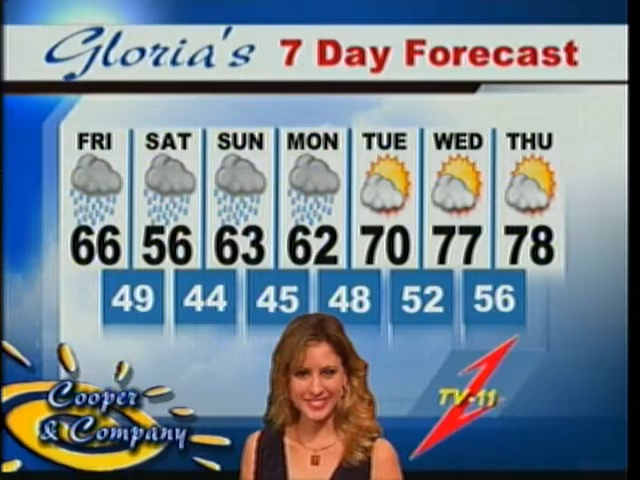 Gloria's 7 Day Forecast
FRI SAT SUN MON TUE WED THU
66 56 63 62 70 77 78
49 44 45 48 52 56
Cooper
& Company
TV-11